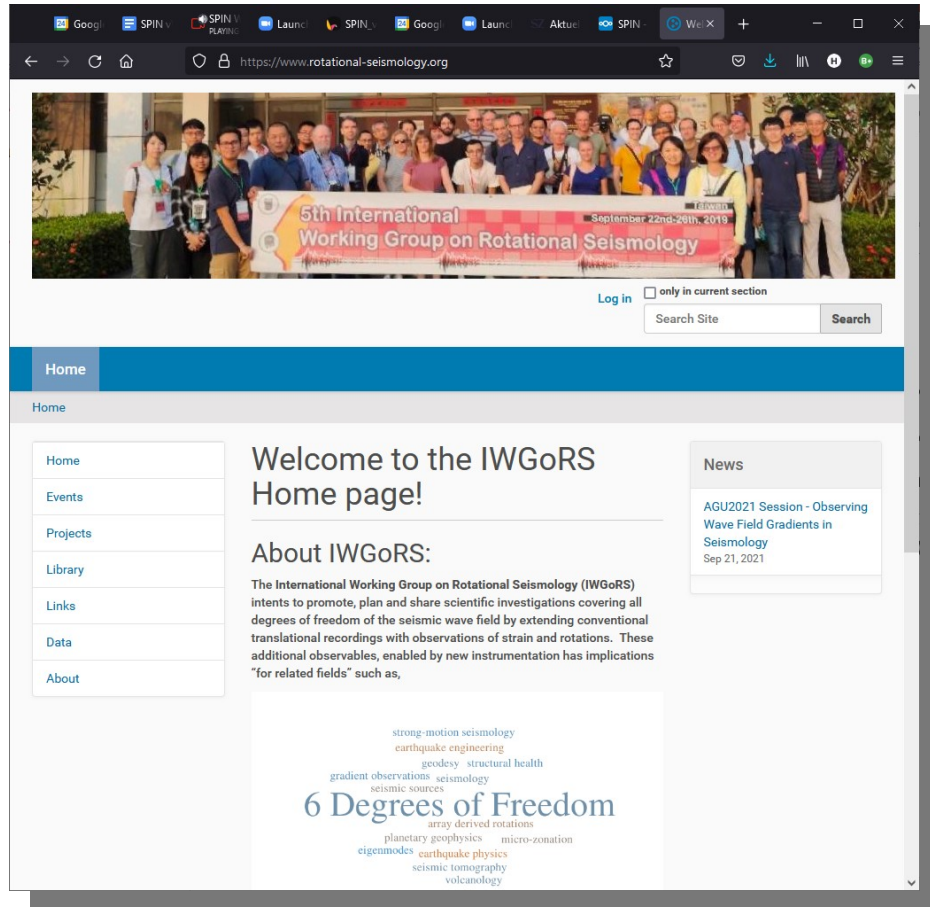 Googl
SPIN v
SPIN V
PLAYING
Launc
SPIN_v
Googl
Launc
Aktue
SPIN -
Wel
https://www.rotational-seismology.org
5th International
Working Group on Rotational Seismology
Taiwan
September 22nd-26th, 2019
Log in
only in current section
Search Site
Search
Home
Home
Home
Events
Projects
Library
Links
Data
About
Welcome to the IWGoRS
Home page!
About IWGoRS:
The International Working Group on Rotational Seismology (IWGoRS)
intents to promote, plan and share scientific investigations covering all
degrees of freedom of the seismic wave field by extending conventional
translational recordings with observations of strain and rotations. These
additional observables, enabled by new instrumentation has implications
“for related fields” such as,
strong-motion seismology
earthquake engineering
geodesy structural health
gradient observations seismology
seismic sources
6 Degrees of Freedom
array derived rotations
planetary geophysics micro-zonation
eigenmodes earthquake physics
seismic tomography
volcanology
News
AGU2021 Session - Observing
Wave Field Gradients in
Seismology
Sep 21, 2021